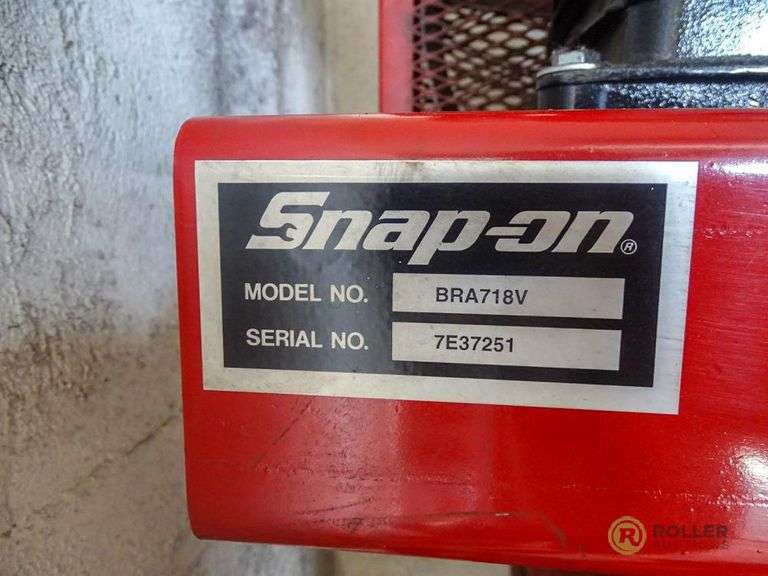 Snap-on®
MODEL NO. BRA718V
SERIAL NO. 7E37251
R ROLLER